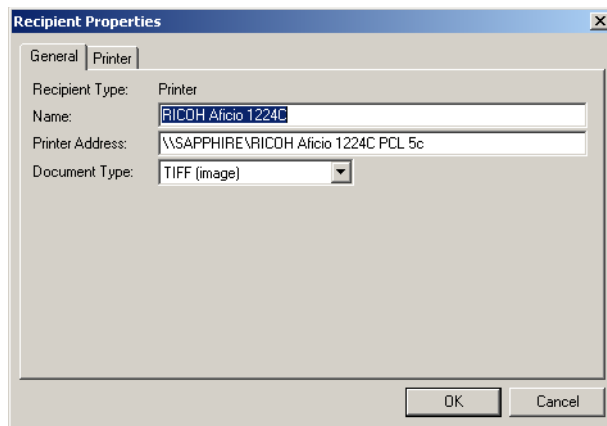 Recipient Properties
General Printer
Recipient Type: Printer
Name: RICOH Aficio 1224C
Printer Address: \\SAPPHIRE\RICOH Aficio 1224C PCL 5c
Document Type: TIFF (image)
OK Cancel